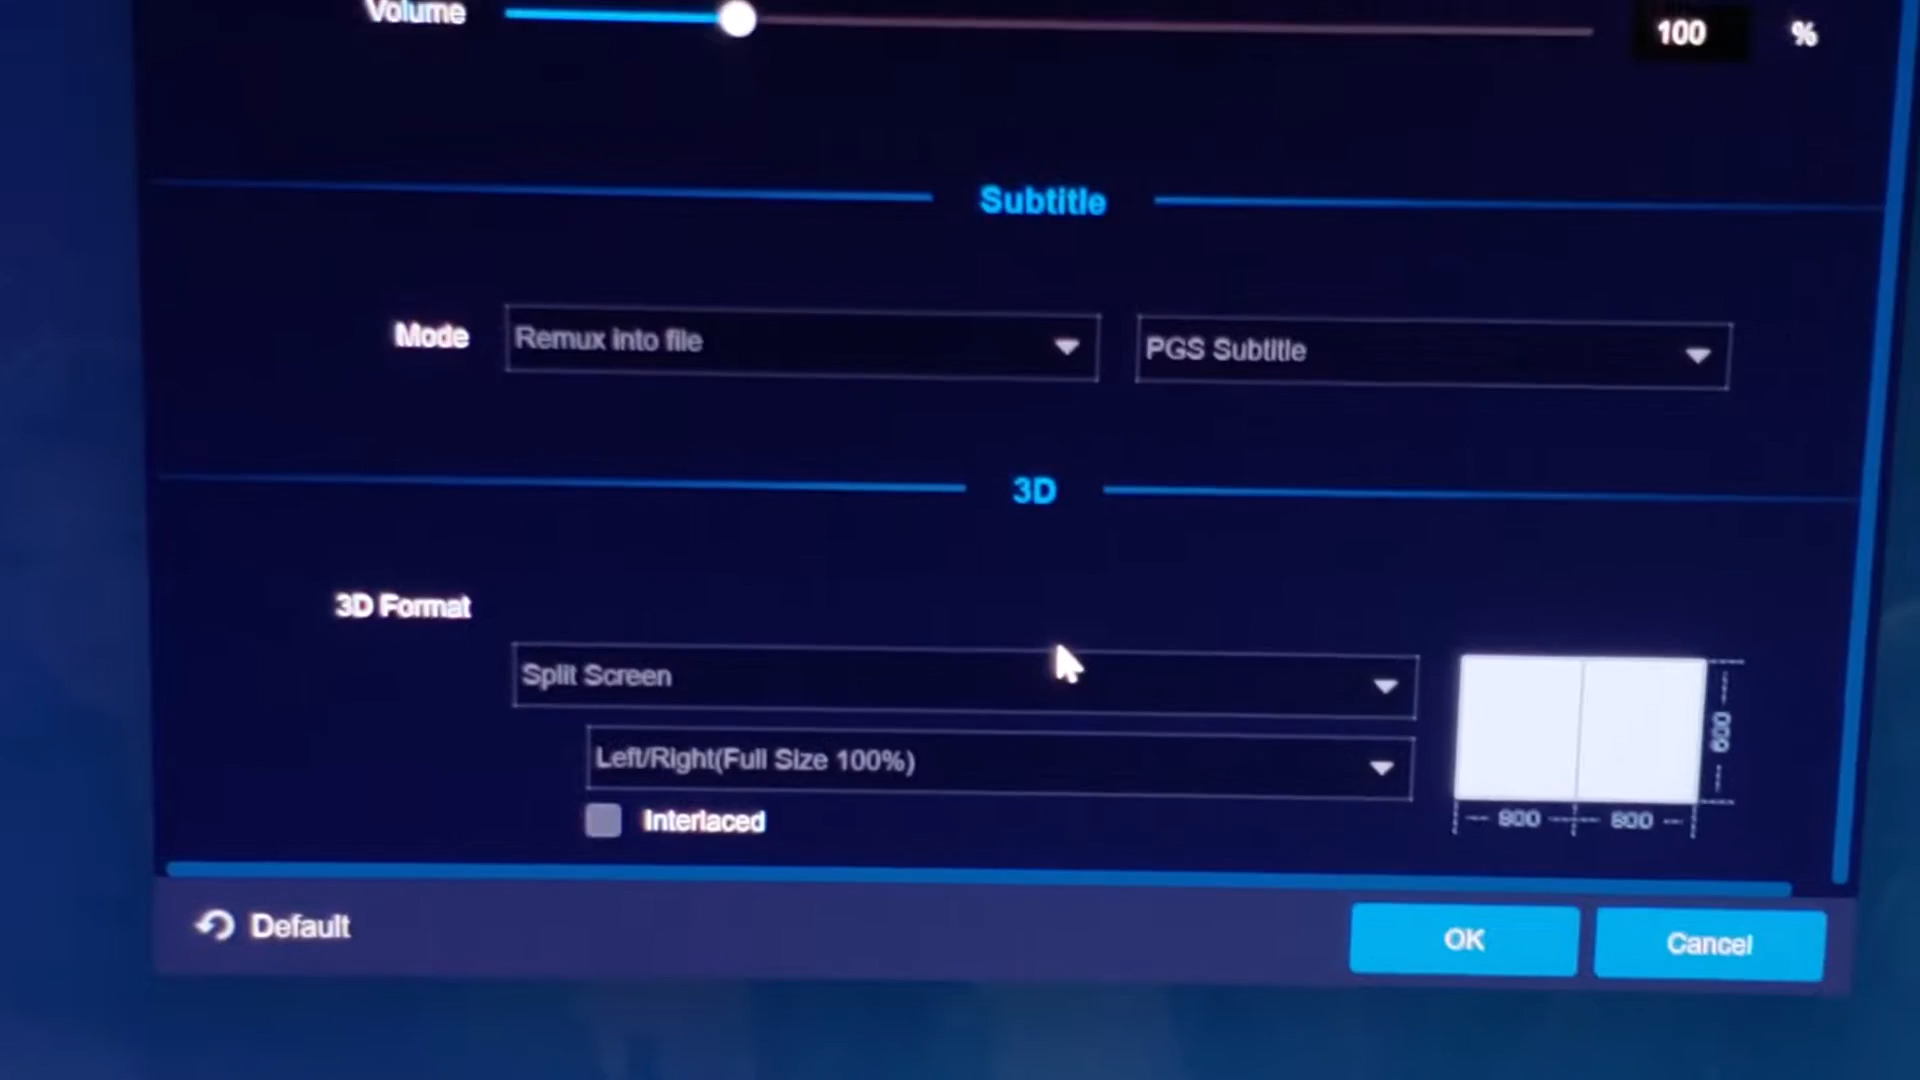 Volume
100 %
Subtitle
Mode Remux into file PGS Subtitle
3D
3D Format
Split Screen
Left/Right(Full Size 100%)
600
Interlaced
800 800
Default OK Cancel